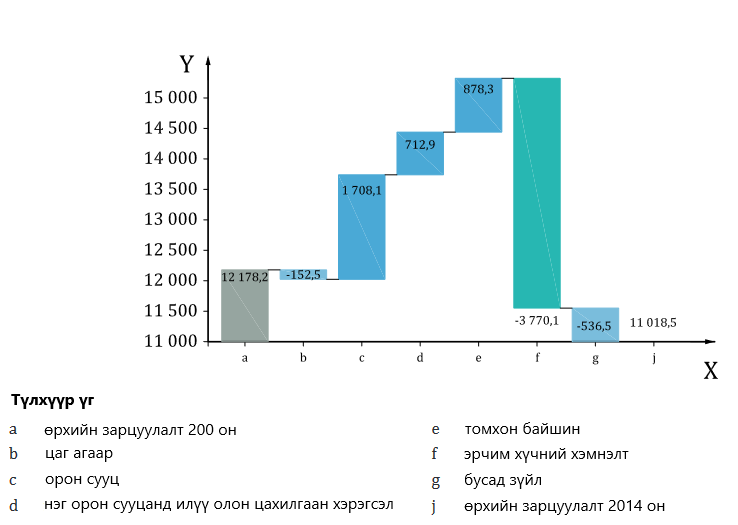 Y
15 000
14 500
14 000
13 500
13 000
12 500
12 000
11 500
11 000
12 178,2
-152,5
1 708,1
712,9
878,3
-3 770,1
-536,5
11 018,5
a b c d e f g j
X
Түлхүүр үг
a өрхийн зарцуулалт 200 он
b цаг агаар
c орон сууц
d нэг орон сууцанд илүү олон цахилгаан хэрэгсэл
e томхон байшин
f эрчим хүчний хэмнэлт
g бусад зүйл
j өрхийн зарцуулалт 2014 он